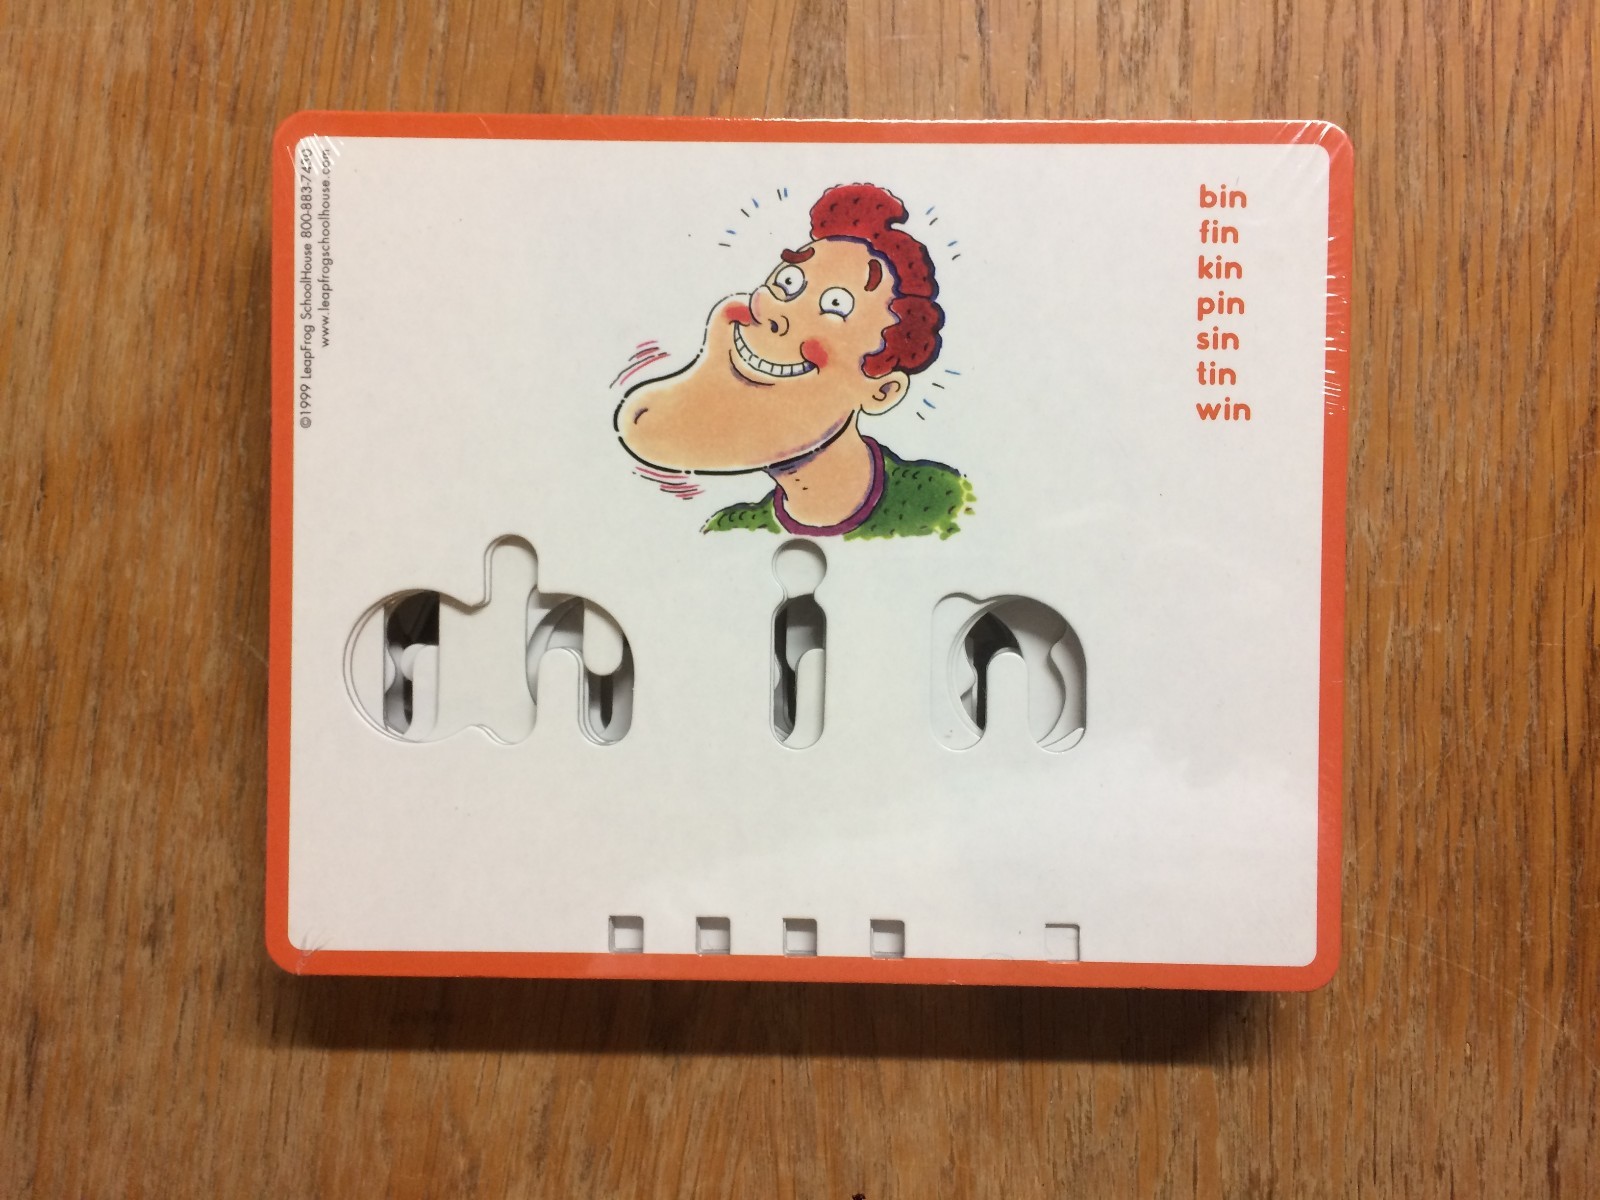 ©1999 LeapFrog SchoolHouse 800-883-7430
www.leapfrogschoolhouse.com
bin
fin
kin
pin
sin
tin
win
chin